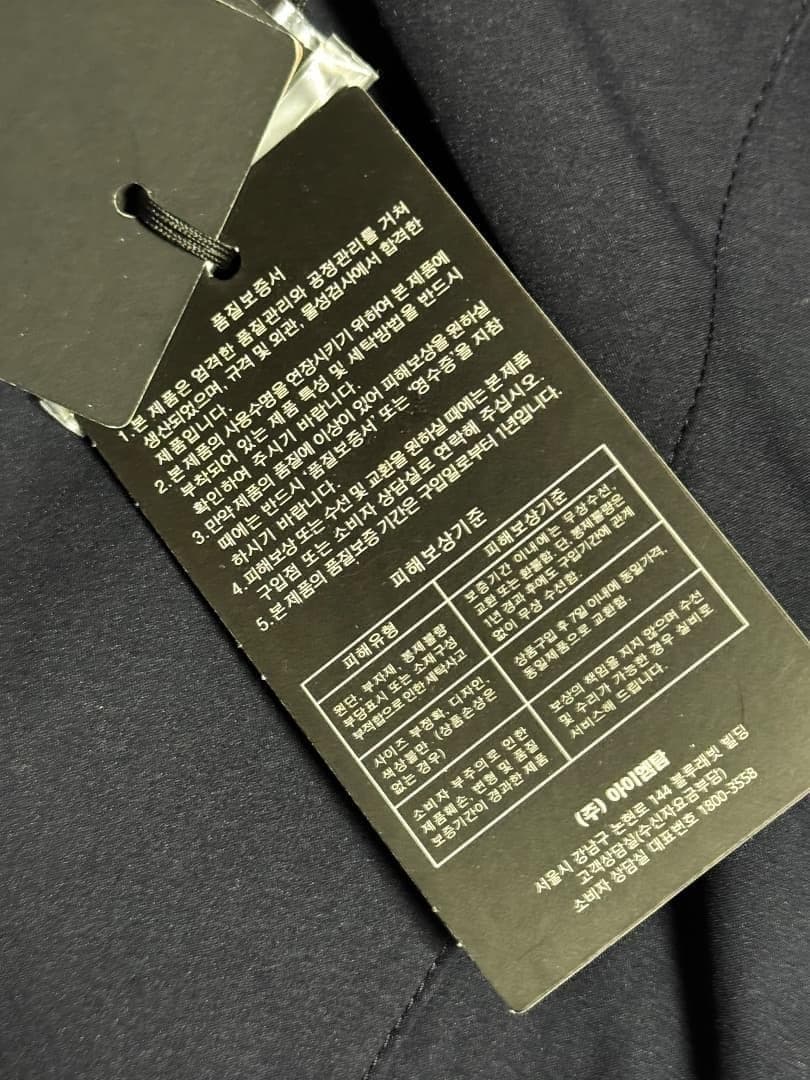 품질보증서
1. 본 제품은 엄격한 품질관리와 공정관리를 거쳐
생산되었으며, 규격 및 외관, 물성검사에서 합격한
제품입니다.
2. 본 제품의 사용수명을 연장시키기 위하여 본 제품에
부착되어 있는 제품 특성 및 세탁방법을 반드시
확인하여 주시기 바랍니다.
3. 만약 제품의 품질에 이상이 있어 피해보상을 원하실
때에는 반드시 '품질보증서' 또는 '영수증'을 지참
하시기 바랍니다.
4. 피해보상 또는 수선 및 교환을 원하실 때에는 본 제품
구입점 또는 소비자 상담실로 연락해 주십시오.
5. 본 제품의 품질보증 기간은 구입일로부터 1년입니다.
피해보상기준
피해유형
피해보상기준
원단, 부자재, 봉제불량
부당표시 또는 소재구성
부적합으로 인한 세탁사고
보증기간 이내에는 무상수선,
교환 또는 환불함. 단, 봉제불량은
1년 경과 후에도 구입기간에 관계
없이 무상 수선함.
사이즈 부정확, 디자인,
색상불만, (상품손상은
없는 경우)
상품구입 후 7일 이내에 동일가격,
동일제품으로 교환함.
소비자 부주의로 인한
제품훼손, 변형 및 품질
보증기간이 경과한 제품
보상의 책임을 지지 않으며 수선
및 수리가 가능한 경우 실비로
서비스해 드립니다.
(주) 아이원탐
서울시 강남구 논현로 144 블루래빗 빌딩
고객상담실(수신자요금부담)
소비자 상담실 대표번호 1800-3558